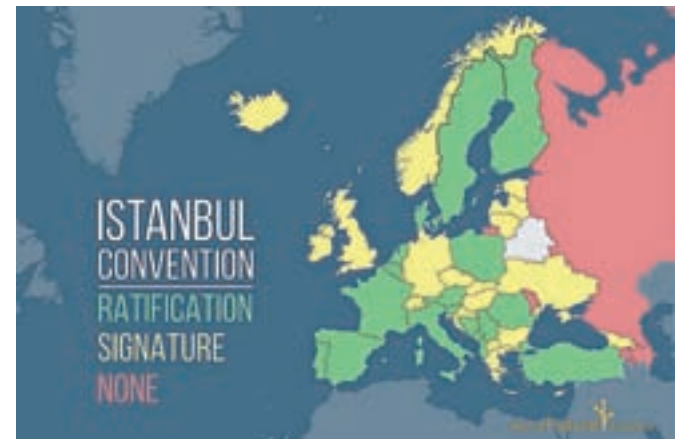 ISTANBUL
CONVENTION
RATIFICATION
SIGNATURE
NONE